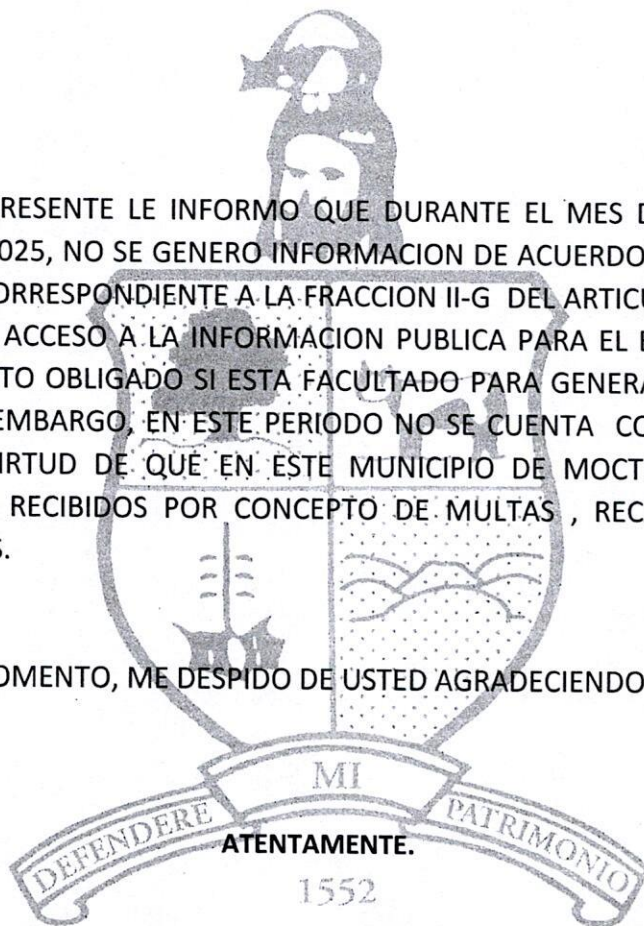 RESENTE LE INFORMO QUE DURANTE EL MES
025, NO SE GENERO INFORMACION DE ACUERDO
ORRESPONDIENTE A LA FRACCION II-G DEL ARTICU
ACCESO A LA INFORMACION PUBLICA PARA EL E
TO OBLIGADO SI ESTA FACULTADO PARA GENERA
EMBARGO, EN ESTE PERIODO NO SE CUENTA CO
IRTUD DE QUE EN ESTE MUNICIPIO DE MOCT
RECIBIDOS POR CONCEPTO DE MULTAS , REC
S.
OMENTO, ME DESPIDO DE USTED AGRADECIENDO
MI
DEFENDERE
PATRIMONIO
ATENTAMENTE.
1552